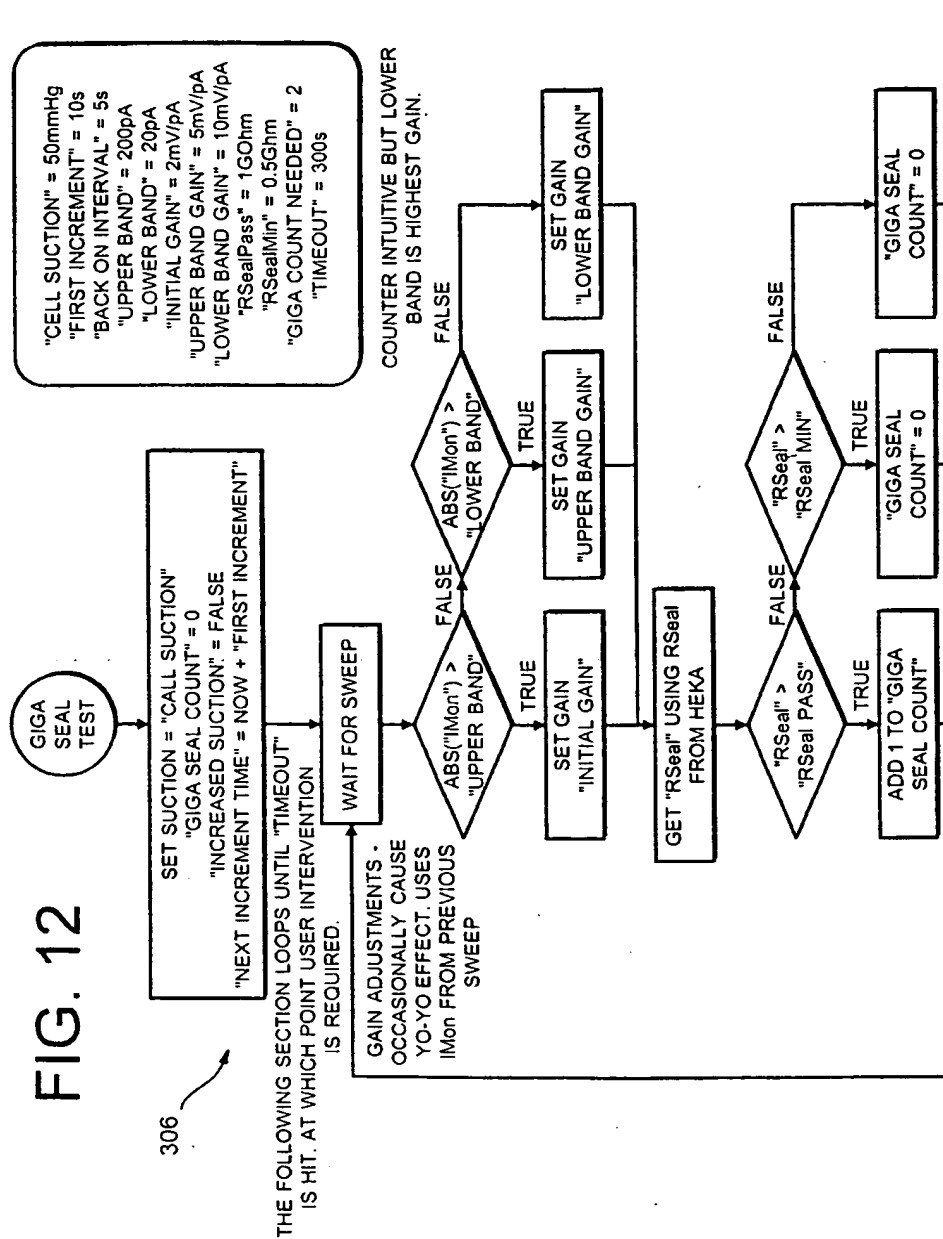 FIG. 12
306
GIGA
SEAL
TEST
SET SUCTION = "CALL SUCTION"
"GIGA SEAL COUNT" = 0
"INCREASED SUCTION" = FALSE
"NEXT INCREMENT TIME" = NOW + "FIRST INCREMENT"
"CELL SUCTION" = 50mmHg
"FIRST INCREMENT" = 10s
"BACK ON INTERVAL" = 5s
"UPPER BAND" = 200pA
"LOWER BAND" = 20pA
"INITIAL GAIN" = 2mV/pA
"UPPER BAND GAIN" = 5mV/pA
"LOWER BAND GAIN" = 10mV/pA
"RSealPass" = 1GOhm
"RSealMin" = 0.5Ghm
"GIGA COUNT NEEDED" = 2
"TIMEOUT" = 300s
THE FOLLOWING SECTION LOOPS UNTIL "TIMEOUT"
IS HIT. AT WHICH POINT USER INTERVENTION
IS REQUIRED.
WAIT FOR SWEEP
GAIN ADJUSTMENTS -
OCCASIONALLY CAUSE
YO-YO EFFECT. USES
IMon FROM PREVIOUS
SWEEP
COUNTER INTUITIVE BUT LOWER
BAND IS HIGHEST GAIN.
ABS("IMon") >
"UPPER BAND"
FALSE
ABS("IMon") >
"LOWER BAND"
FALSE
TRUE
TRUE
SET GAIN
"INITIAL GAIN"
SET GAIN
"UPPER BAND GAIN"
SET GAIN
"LOWER BAND GAIN"
GET "RSeal" USING RSeal
FROM HEKA
"RSeal" >
"RSeal PASS"
FALSE
"RSeal" >
"RSeal MIN"
FALSE
TRUE
TRUE
ADD 1 TO "GIGA
SEAL COUNT"
"GIGA SEAL
COUNT" = 0
"GIGA SEAL
COUNT" = 0